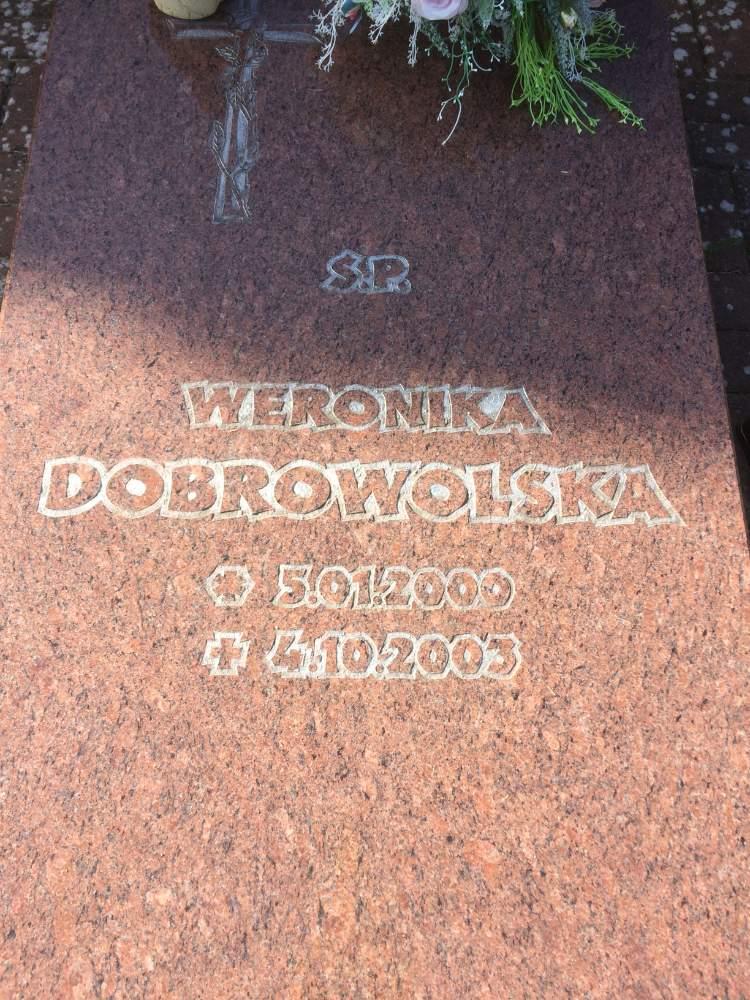 Ś.P.
WERONIKA
DOBROWOLSKA
* 5.01.2000
+ 4.10.2003